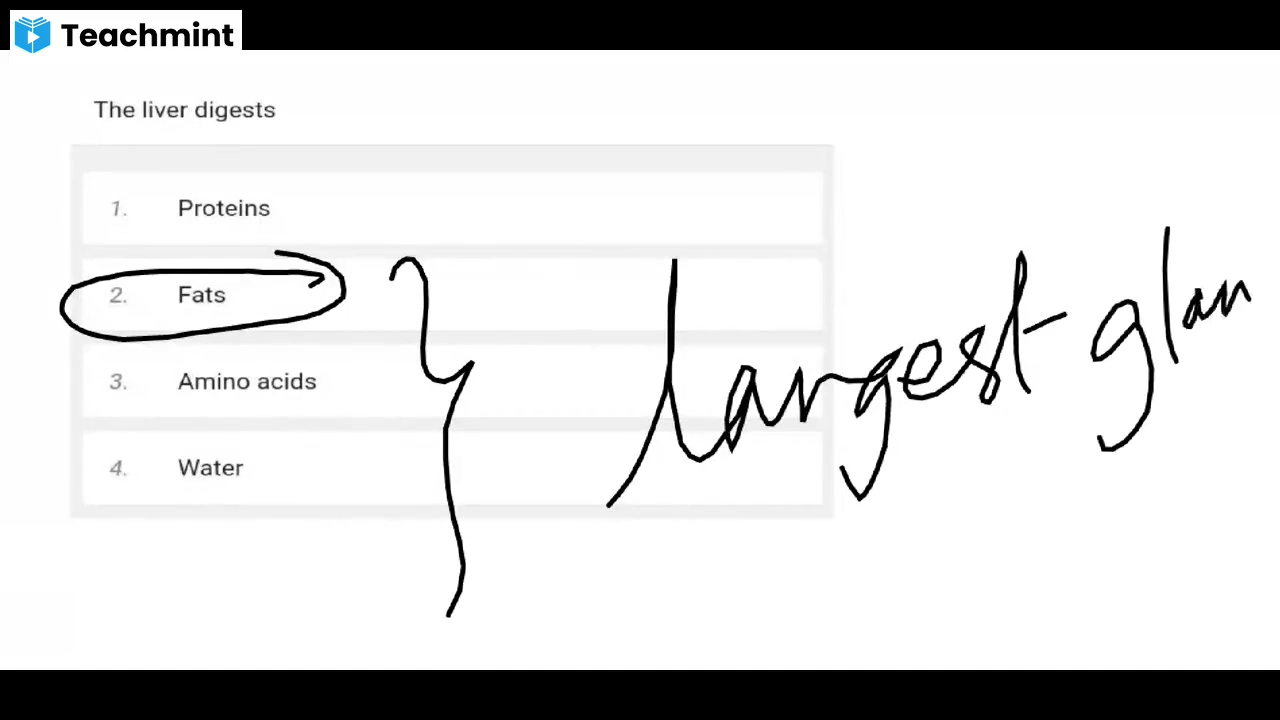 Teachmint
The liver digests
1. Proteins
2. Fats
3. Amino acids
4. Water
largest glan